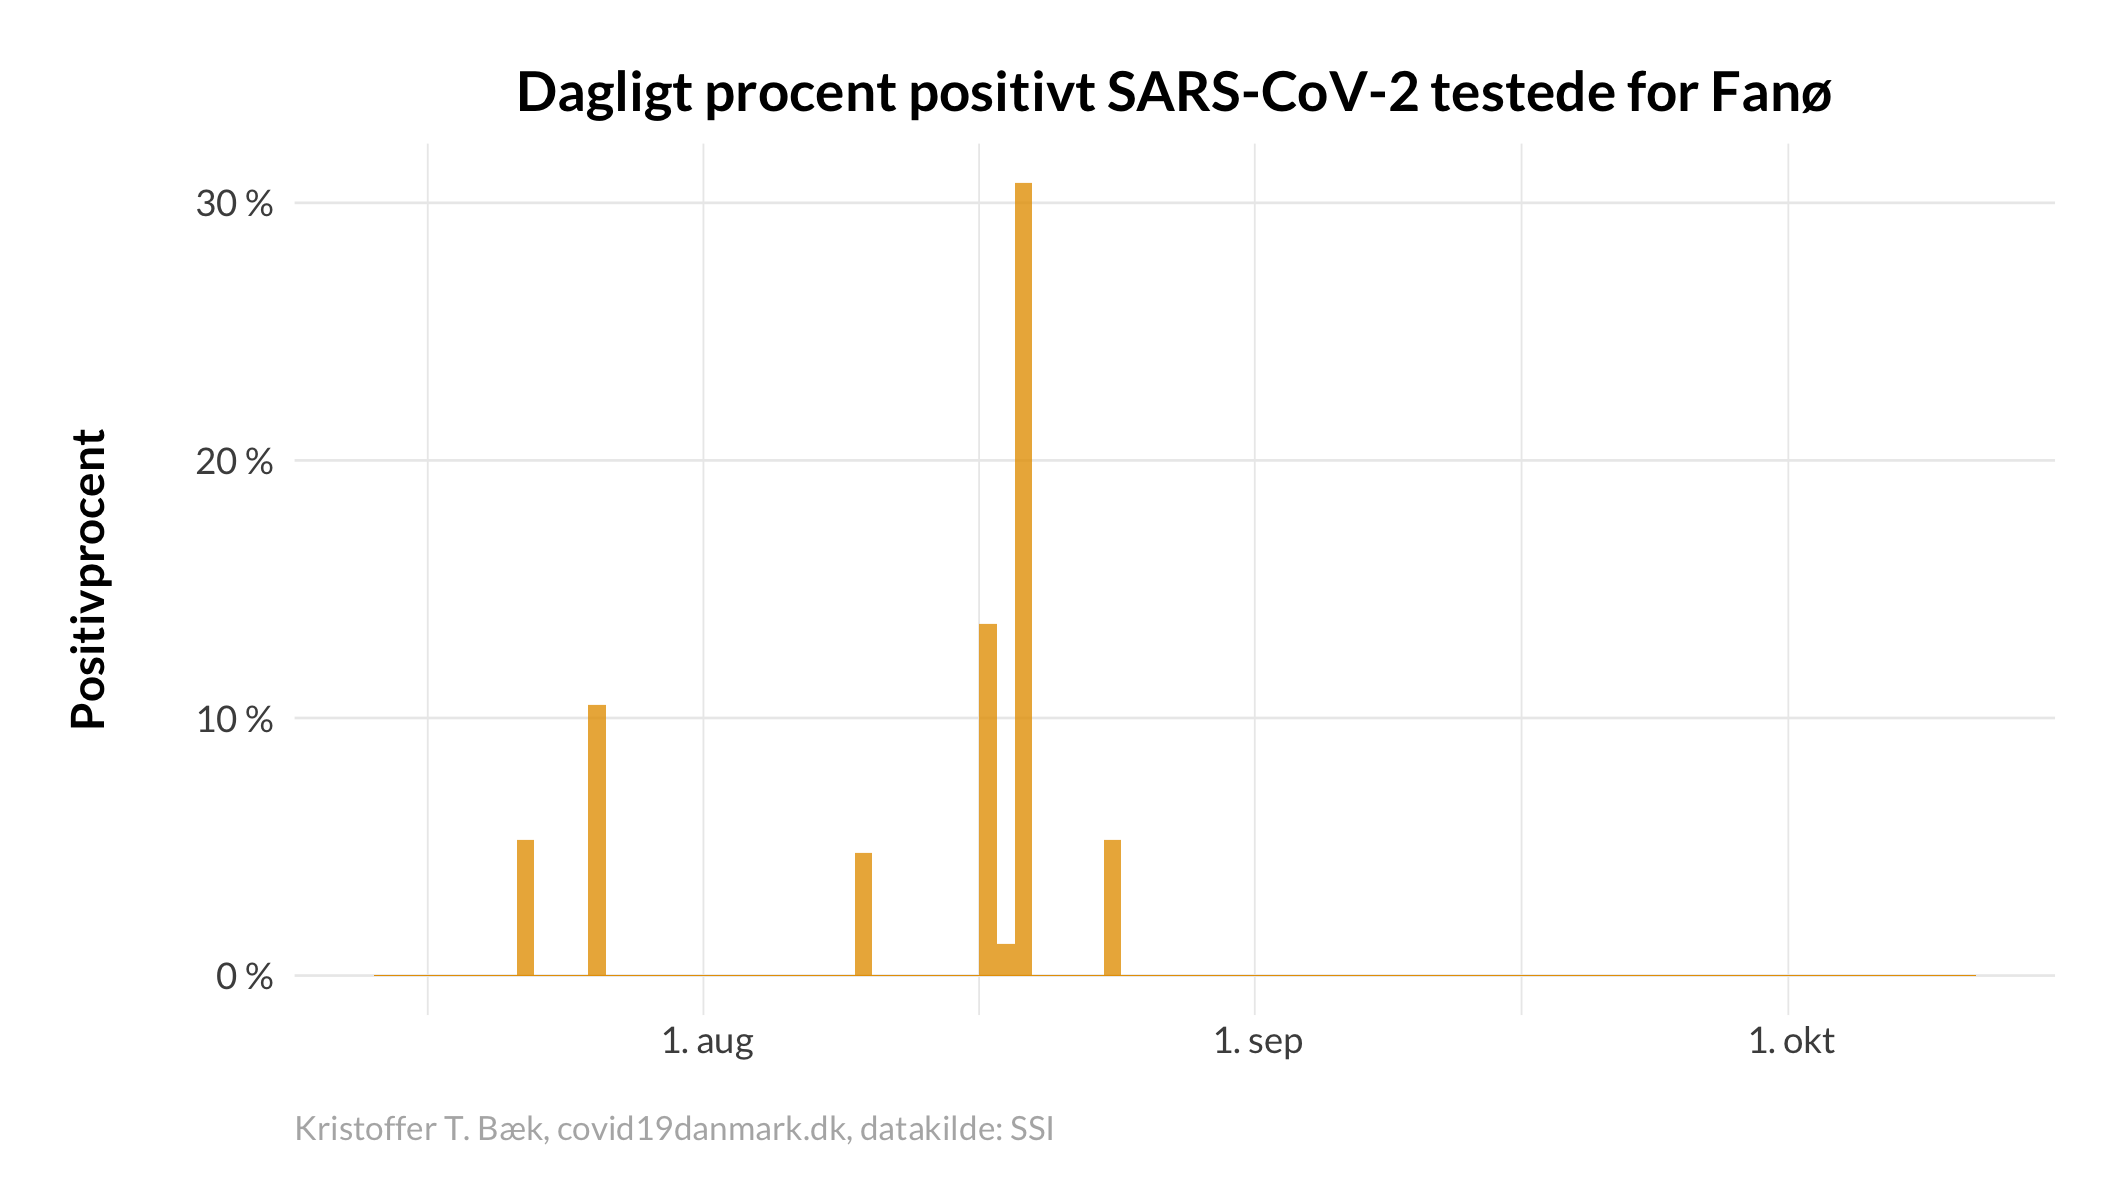 Dagligt procent positivt SARS-CoV-2 testede for Fanø
Positivprocent
30 %
20 %
10 %
0 %
1. aug
1. sep
1. okt
Kristoffer T. Bæk, covid19danmark.dk, datakilde: SSI